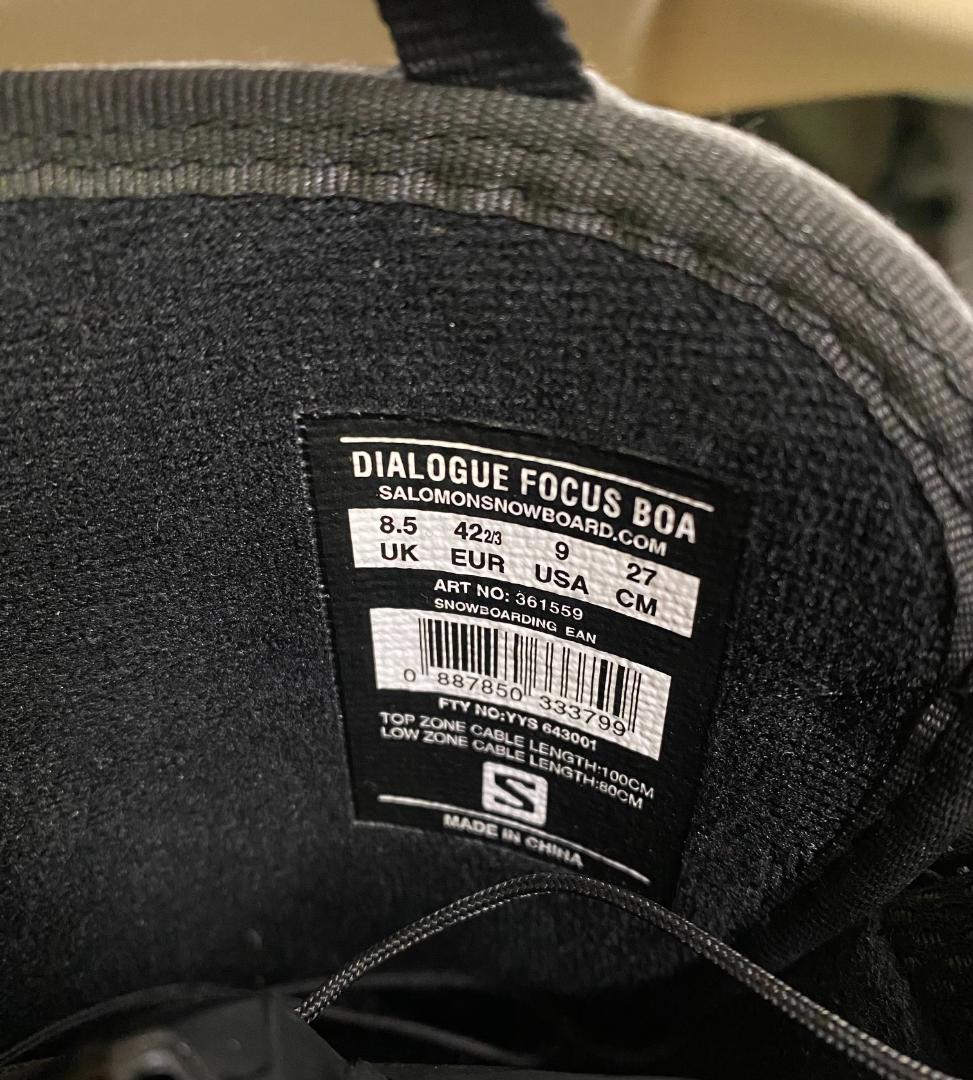 DIALOGUE FOCUS BOA
SALOMONSNOWBOARD.COM
8.5 42 2/3 9 27
UK EUR USA CM
ART NO: 361559
SNOWBOARDING EAN
0 887850 333799
FTY NO:YYS 643001
TOP ZONE CABLE LENGTH:100CM
LOW ZONE CABLE LENGTH:80CM
S
MADE IN CHINA